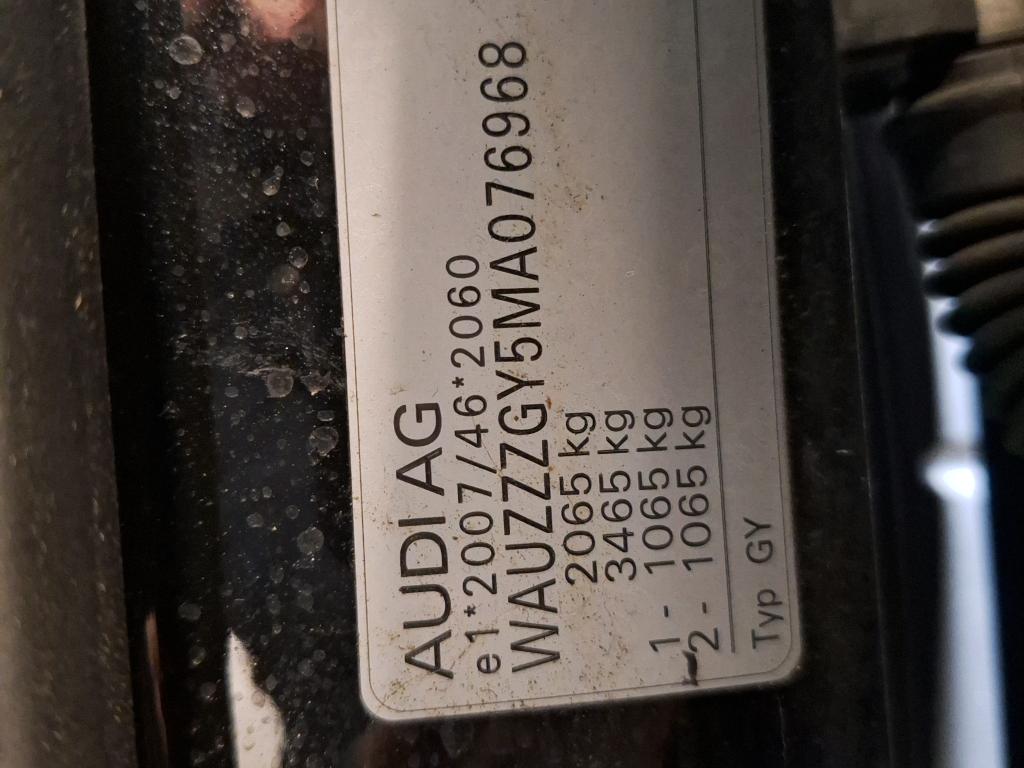 AUDI AG
e1*2007/46*2060
WAUZZZGY5MA076968
2065 kg
3465 kg
1 - 1065 kg
2 - 1065 kg
Typ GY